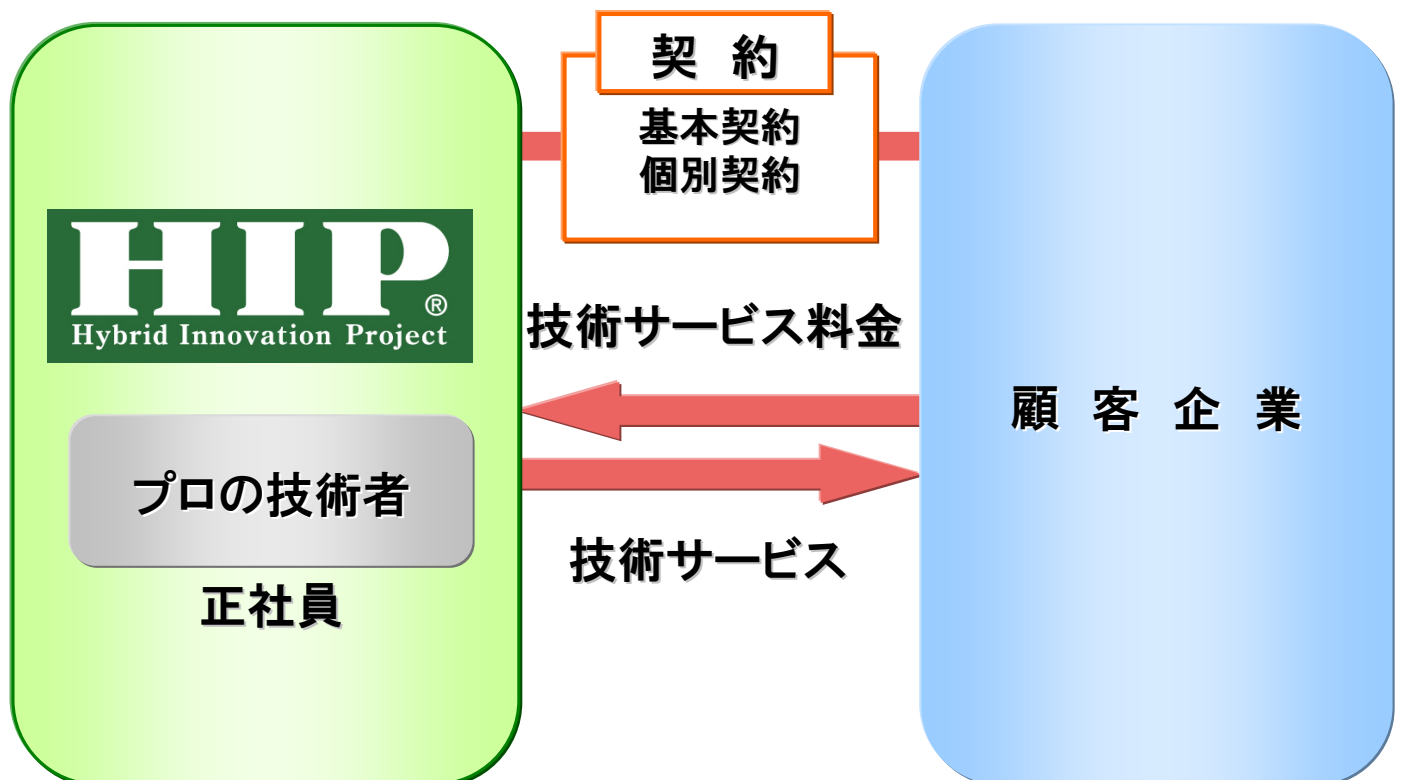 契 約
基本契約
個別契約
HIP®
Hybrid Innovation Project
技術サービス料金
顧 客 企 業
プロの技術者
技術サービス
正社員